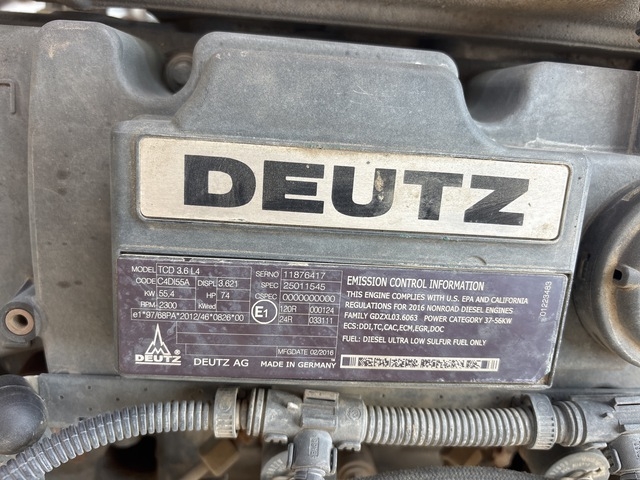 DEUTZ
MODEL TCD 3.6 L4 SERNO 11876417
CODE C4DI55A DISPL 3.621 SPEC 25011545
KW 55,4 HP 74 CSPEC 0000000000
RPM 2300 KWred E1 120R 000124
e1*97/68PA*2012/46*0826*00 24R 033111
MFGDATE 02/2016
DEUTZ DEUTZ AG MADE IN GERMANY
EMISSION CONTROL INFORMATION
THIS ENGINE COMPLIES WITH U.S. EPA AND CALIFORNIA
REGULATIONS FOR 2016 NONROAD DIESEL ENGINES
FAMILY GDZXL03.6063 POWER CATEGORY 37-56KW
ECS:DDI,TC,CAC,ECM,EGR,DOC
FUEL: DIESEL ULTRA LOW SULFUR FUEL ONLY
01223483